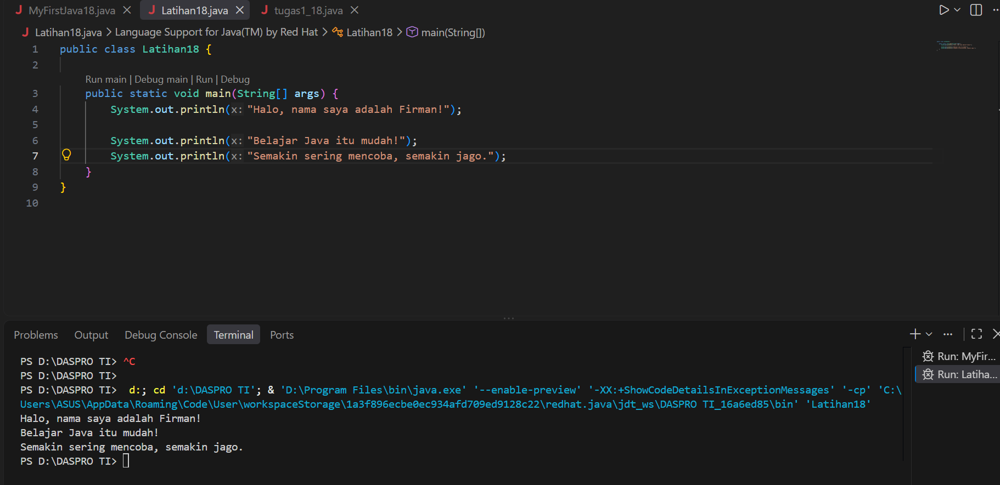 MyFirstJava18.java
Latihan18.java
tugas1_18.java
Latihan18.java > Language Support for Java(TM) by Red Hat > Latihan18 > main(String[])
1 public class Latihan18 {
2
Run main | Debug main | Run | Debug
3 public static void main(String[] args) {
4 System.out.println(x: "Halo, nama saya adalah Firman!");
5
6 System.out.println(x: "Belajar Java itu mudah!");
7 System.out.println(x: "Semakin sering mencoba, semakin jago.");
8 }
9 }
10
Problems Output Debug Console Terminal Ports
PS D:\DASPRO TI> ^C
PS D:\DASPRO TI>
PS D:\DASPRO TI> d:; cd 'd:\DASPRO TI'; & 'D:\Program Files\bin\java.exe' '--enable-preview' '-XX:+ShowCodeDetailsInExceptionMessages' '-cp' 'C:\
Users\ASUS\AppData\Roaming\Code\User\workspaceStorage\1a3f896ecbe0ec934afd709ed9128c22\redhat.java\jdt_ws\DASPRO TI_16a6ed85\bin' 'Latihan18'
Halo, nama saya adalah Firman!
Belajar Java itu mudah!
Semakin sering mencoba, semakin jago.
PS D:\DASPRO TI>
Run: MyFir...
Run: Latiha...